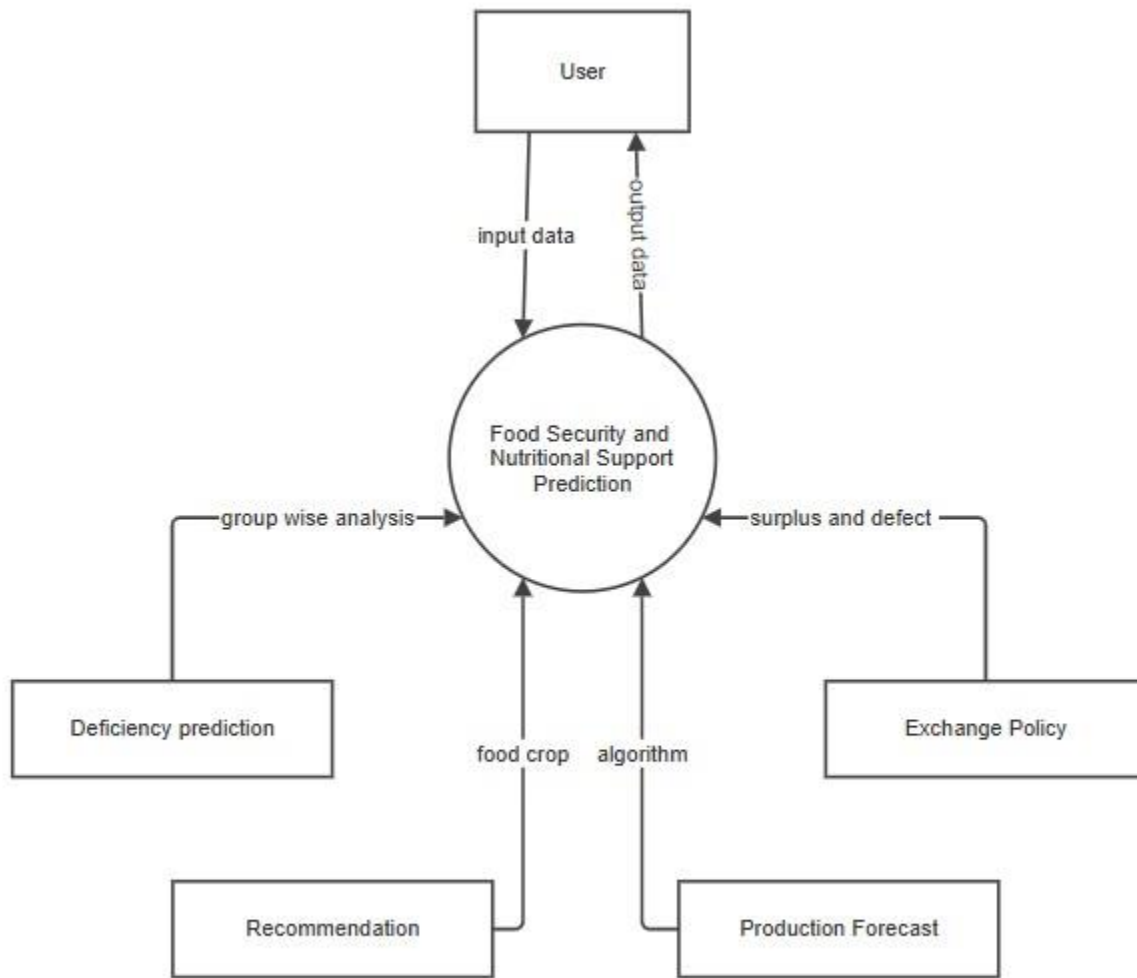 User
input data
output data
Food Security and
Nutritional Support
Prediction
group wise analysis
surplus and defect
Deficiency prediction
Exchange Policy
food crop
algorithm
Recommendation
Production Forecast